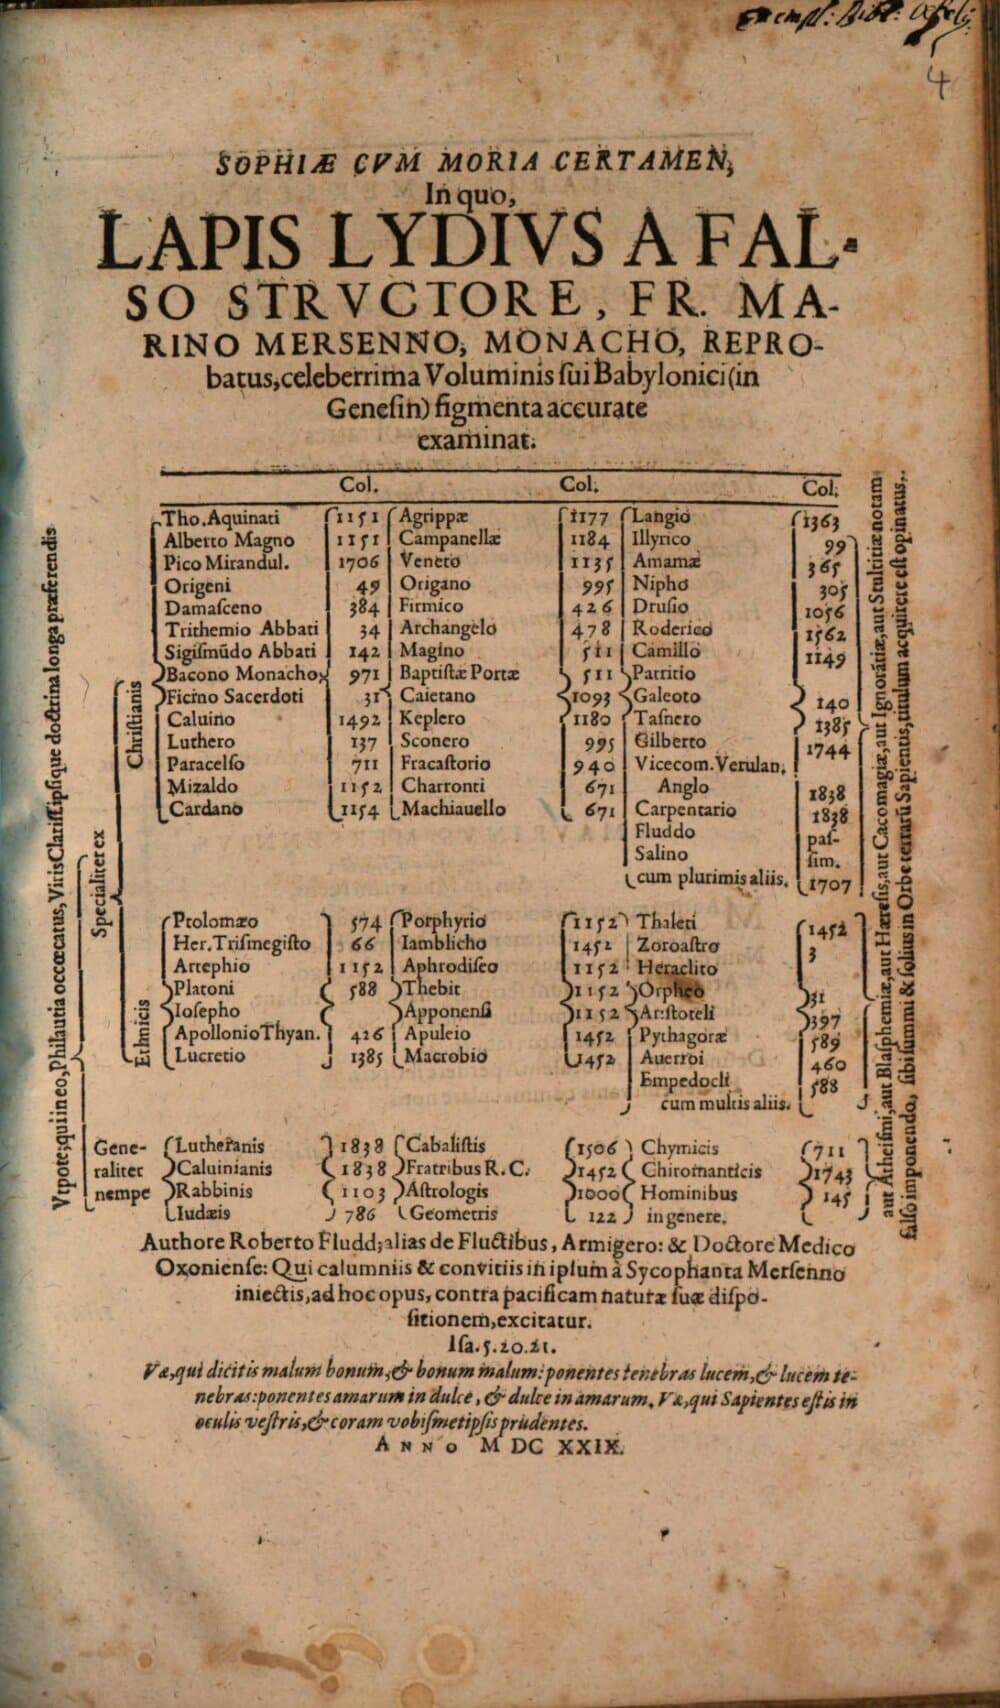 4
SOPHIÆ CVM MORIA CERTAMEN,
In quo,
LAPIS LYDIVS A FAL-
SO STRVCTORE, FR. MA-
RINO MERSENNO, MONACHO, REPRO-
batus, celeberrima Voluminis sui Babylonici (in
Genesin) figmenta accurate
examinat.
Col. Col. Col.
Vtpote; qui in eo, Philautia occœcatus, Viris Clariss. ipsique doctrina longa præferendis
Specialiter ex
Christianis
Tho. Aquinati 1151 Agrippæ 1177 Langio 1363
Alberto Magno 1151 Campanellæ 1184 Illyrico 99
Pico Mirandul. 1706 Veneto 1135 Amamæ 365
Origeni 49 Origano 995 Nipho 305
Damasceno 384 Firmico 426 Drusio 1056
Trithemio Abbati 34 Archangelo 478 Roderico 1562
Sigismūdo Abbati 142 Magino 511 Camillo 1149
Bacono Monacho 971 Baptistæ Portæ 511 Patritio
Ficino Sacerdoti 31 Caietano 1093 Galeoto 140
Caluino 1492 Keplero 1180 Tasnero 1385
Luthero 137 Sconero 995 Gilberto 1744
Paracelso 711 Fracastorio 940 Vicecom. Verulan,
Mizaldo 1152 Charronti 671 Anglo 1838
Cardano 1154 Machiauello 671 Carpentario 1838
Fluddo pas-
Salino sim.
cum plurimis aliis. 1707
Ethnicis
Ptolomæo 574 Porphyrio 1152 Thaleti 1452
Her. Trismegisto 66 Iamblicho 1452 Zoroastro 3
Artephio 1152 Aphrodiseo 1152 Heraclito
Platoni 588 Thebit 1152 Orpheo 31
Iosepho Apponensi 1152 Aristoteli 397
Apollonio Thyan. 426 Apuleio 1452 Pythagoræ 589
Lucretio 1385 Macrobio 1452 Auerroi 460
Empedocli 588
cum multis aliis.
Gene- Lutheranis 1838 Cabalistis 1506 Chymicis 711
raliter Caluinianis 1838 Fratribus R. C. 1452 Chiromanticis 1743
nempe Rabbinis 1103 Astrologis 1000 Hominibus 145
Iudæis 786 Geometris 122 in genere.
aut Atheismi, aut Blasphemiæ, aut Hæresis, aut Cacomagiæ, aut Ignorātiæ, aut Stultitiæ notam
falso imponendo, sibi summi & solius in Orbe terrarū Sapientis, titulum acquirere est opinatus.
Authore Roberto Fludd, alias de Fluctibus, Armigero: & Doctore Medico
Oxoniense: Qui calumniis & convitiis in ipsum à Sycophanta Mersenno
iniectis, ad hoc opus, contra pacificam naturæ suæ dispo-
sitionem, excitatur.
Isa. 5. 20. 21.
Væ, qui dicitis malum bonum, & bonum malum: ponentes tenebras lucem, & lucem te-
nebras: ponentes amarum in dulce, & dulce in amarum. Væ, qui Sapientes estis in
oculis vestris, & coram vobismetipsis prudentes.
ANNO M DC XXIX.